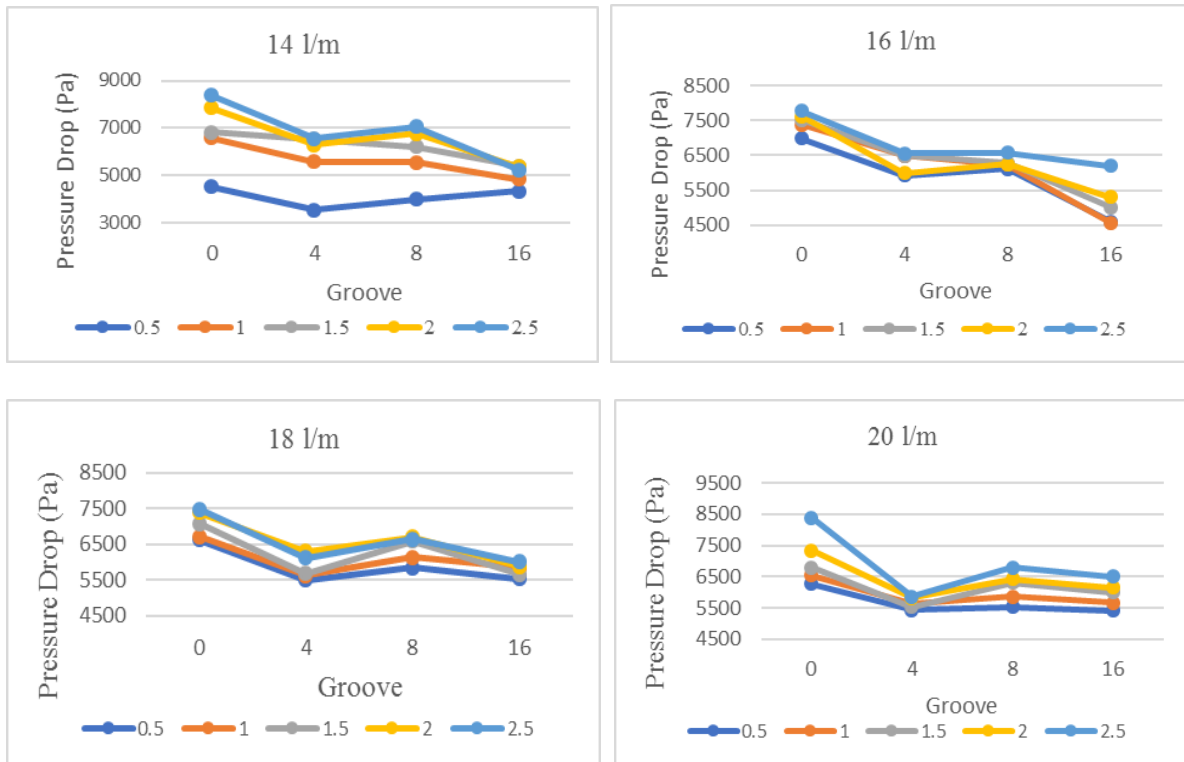 14 l/m
Pressure Drop (Pa)
9000
7000
5000
3000
0 4 8 16
Groove
0.5 1 1.5 2 2.5
16 l/m
Pressure Drop (Pa)
8500
7500
6500
5500
4500
0 4 8 16
Groove
0.5 1 1.5 2 2.5
18 l/m
Pressure Drop (Pa)
8500
7500
6500
5500
4500
0 4 8 16
Groove
0.5 1 1.5 2 2.5
20 l/m
Pressure Drop (Pa)
9500
8500
7500
6500
5500
4500
0 4 8 16
Groove
0.5 1 1.5 2 2.5